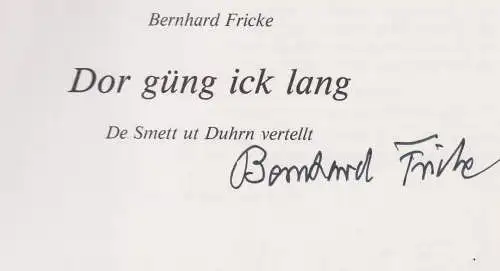 Bernhard Fricke
Dor güng ick lang
De Smett ut Duhrn vertellt
Bernhard Fricke